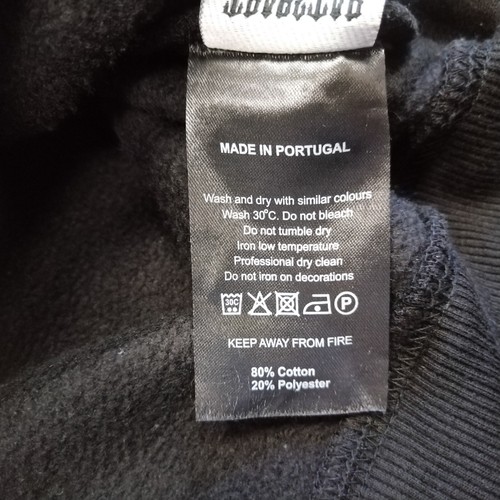 MADE IN PORTUGAL
Wash and dry with similar colours
Wash 30°C. Do not bleach
Do not tumble dry
Iron low temperature
Professional dry clean
Do not iron on decorations
30C P
KEEP AWAY FROM FIRE
80% Cotton
20% Polyester